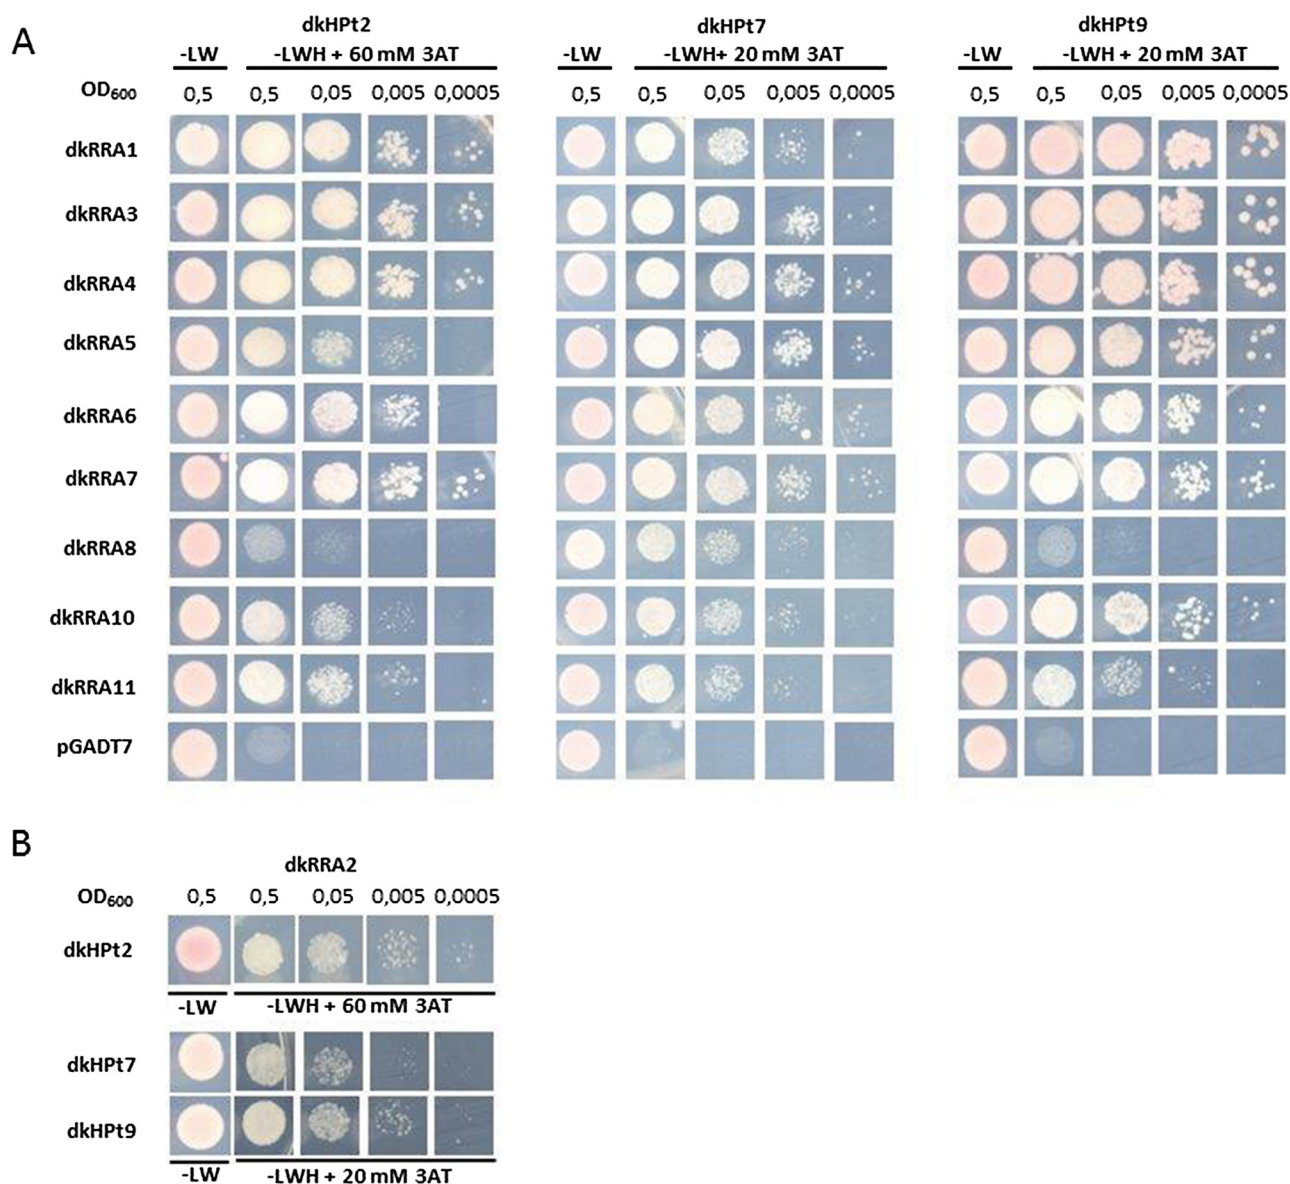 A
dkHPt2 dkHPt7 dkHPt9
-LW -LWH + 60 mM 3AT -LW -LWH+ 20 mM 3AT -LW -LWH + 20 mM 3AT
OD600 0,5 0,5 0,05 0,005 0,0005 0,5 0,5 0,05 0,005 0,0005 0,5 0,5 0,05 0,005 0,0005
dkRRA1
dkRRA3
dkRRA4
dkRRA5
dkRRA6
dkRRA7
dkRRA8
dkRRA10
dkRRA11
pGADT7
B
dkRRA2
OD600 0,5 0,5 0,05 0,005 0,0005
dkHPt2
-LW -LWH + 60 mM 3AT
dkHPt7
dkHPt9
-LW -LWH + 20 mM 3AT